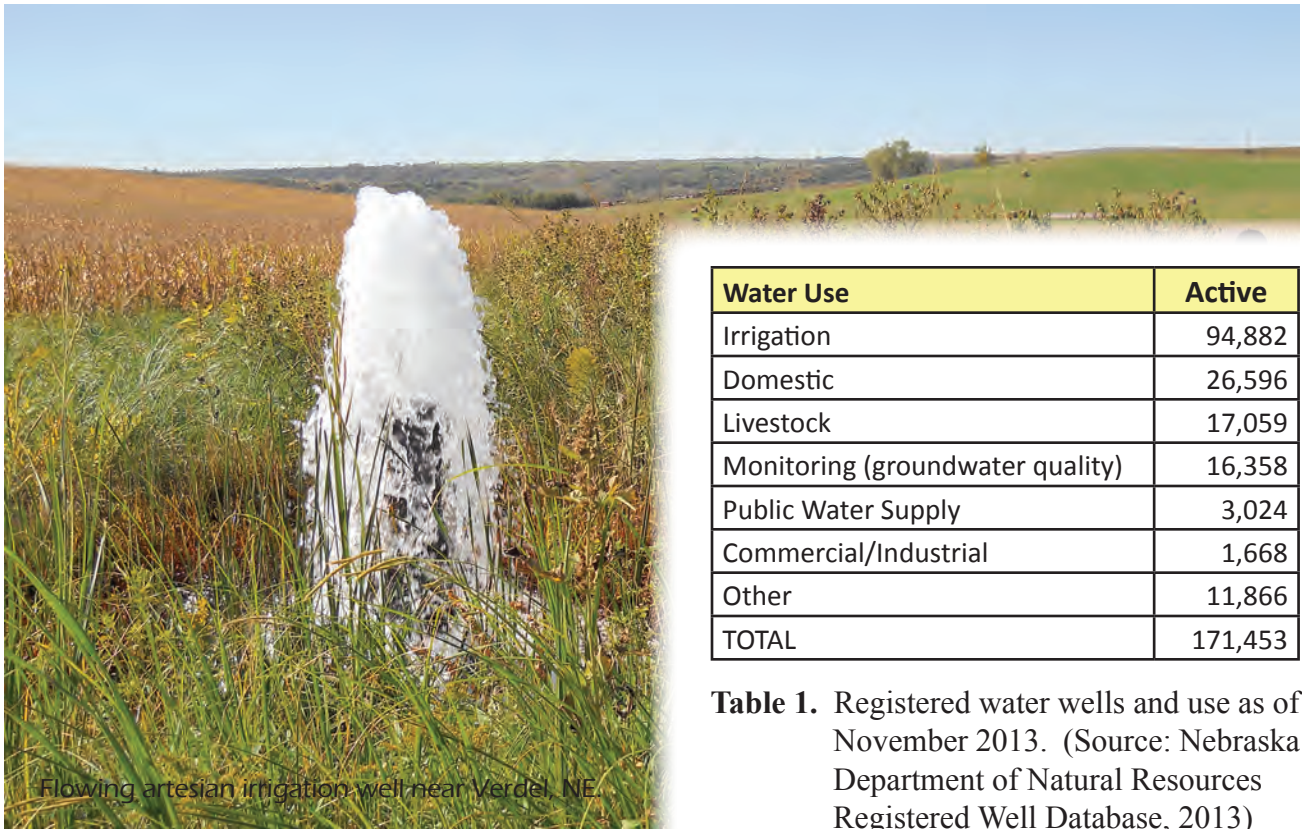 Water Use Active
Irrigation 94,882
Domestic 26,596
Livestock 17,059
Monitoring (groundwater quality) 16,358
Public Water Supply 3,024
Commercial/Industrial 1,668
Other 11,866
TOTAL 171,453
Table 1. Registered water wells and use as of
November 2013. (Source: Nebraska
Department of Natural Resources
Registered Well Database, 2013)
Flowing artesian irrigation well near Verdel, NE.